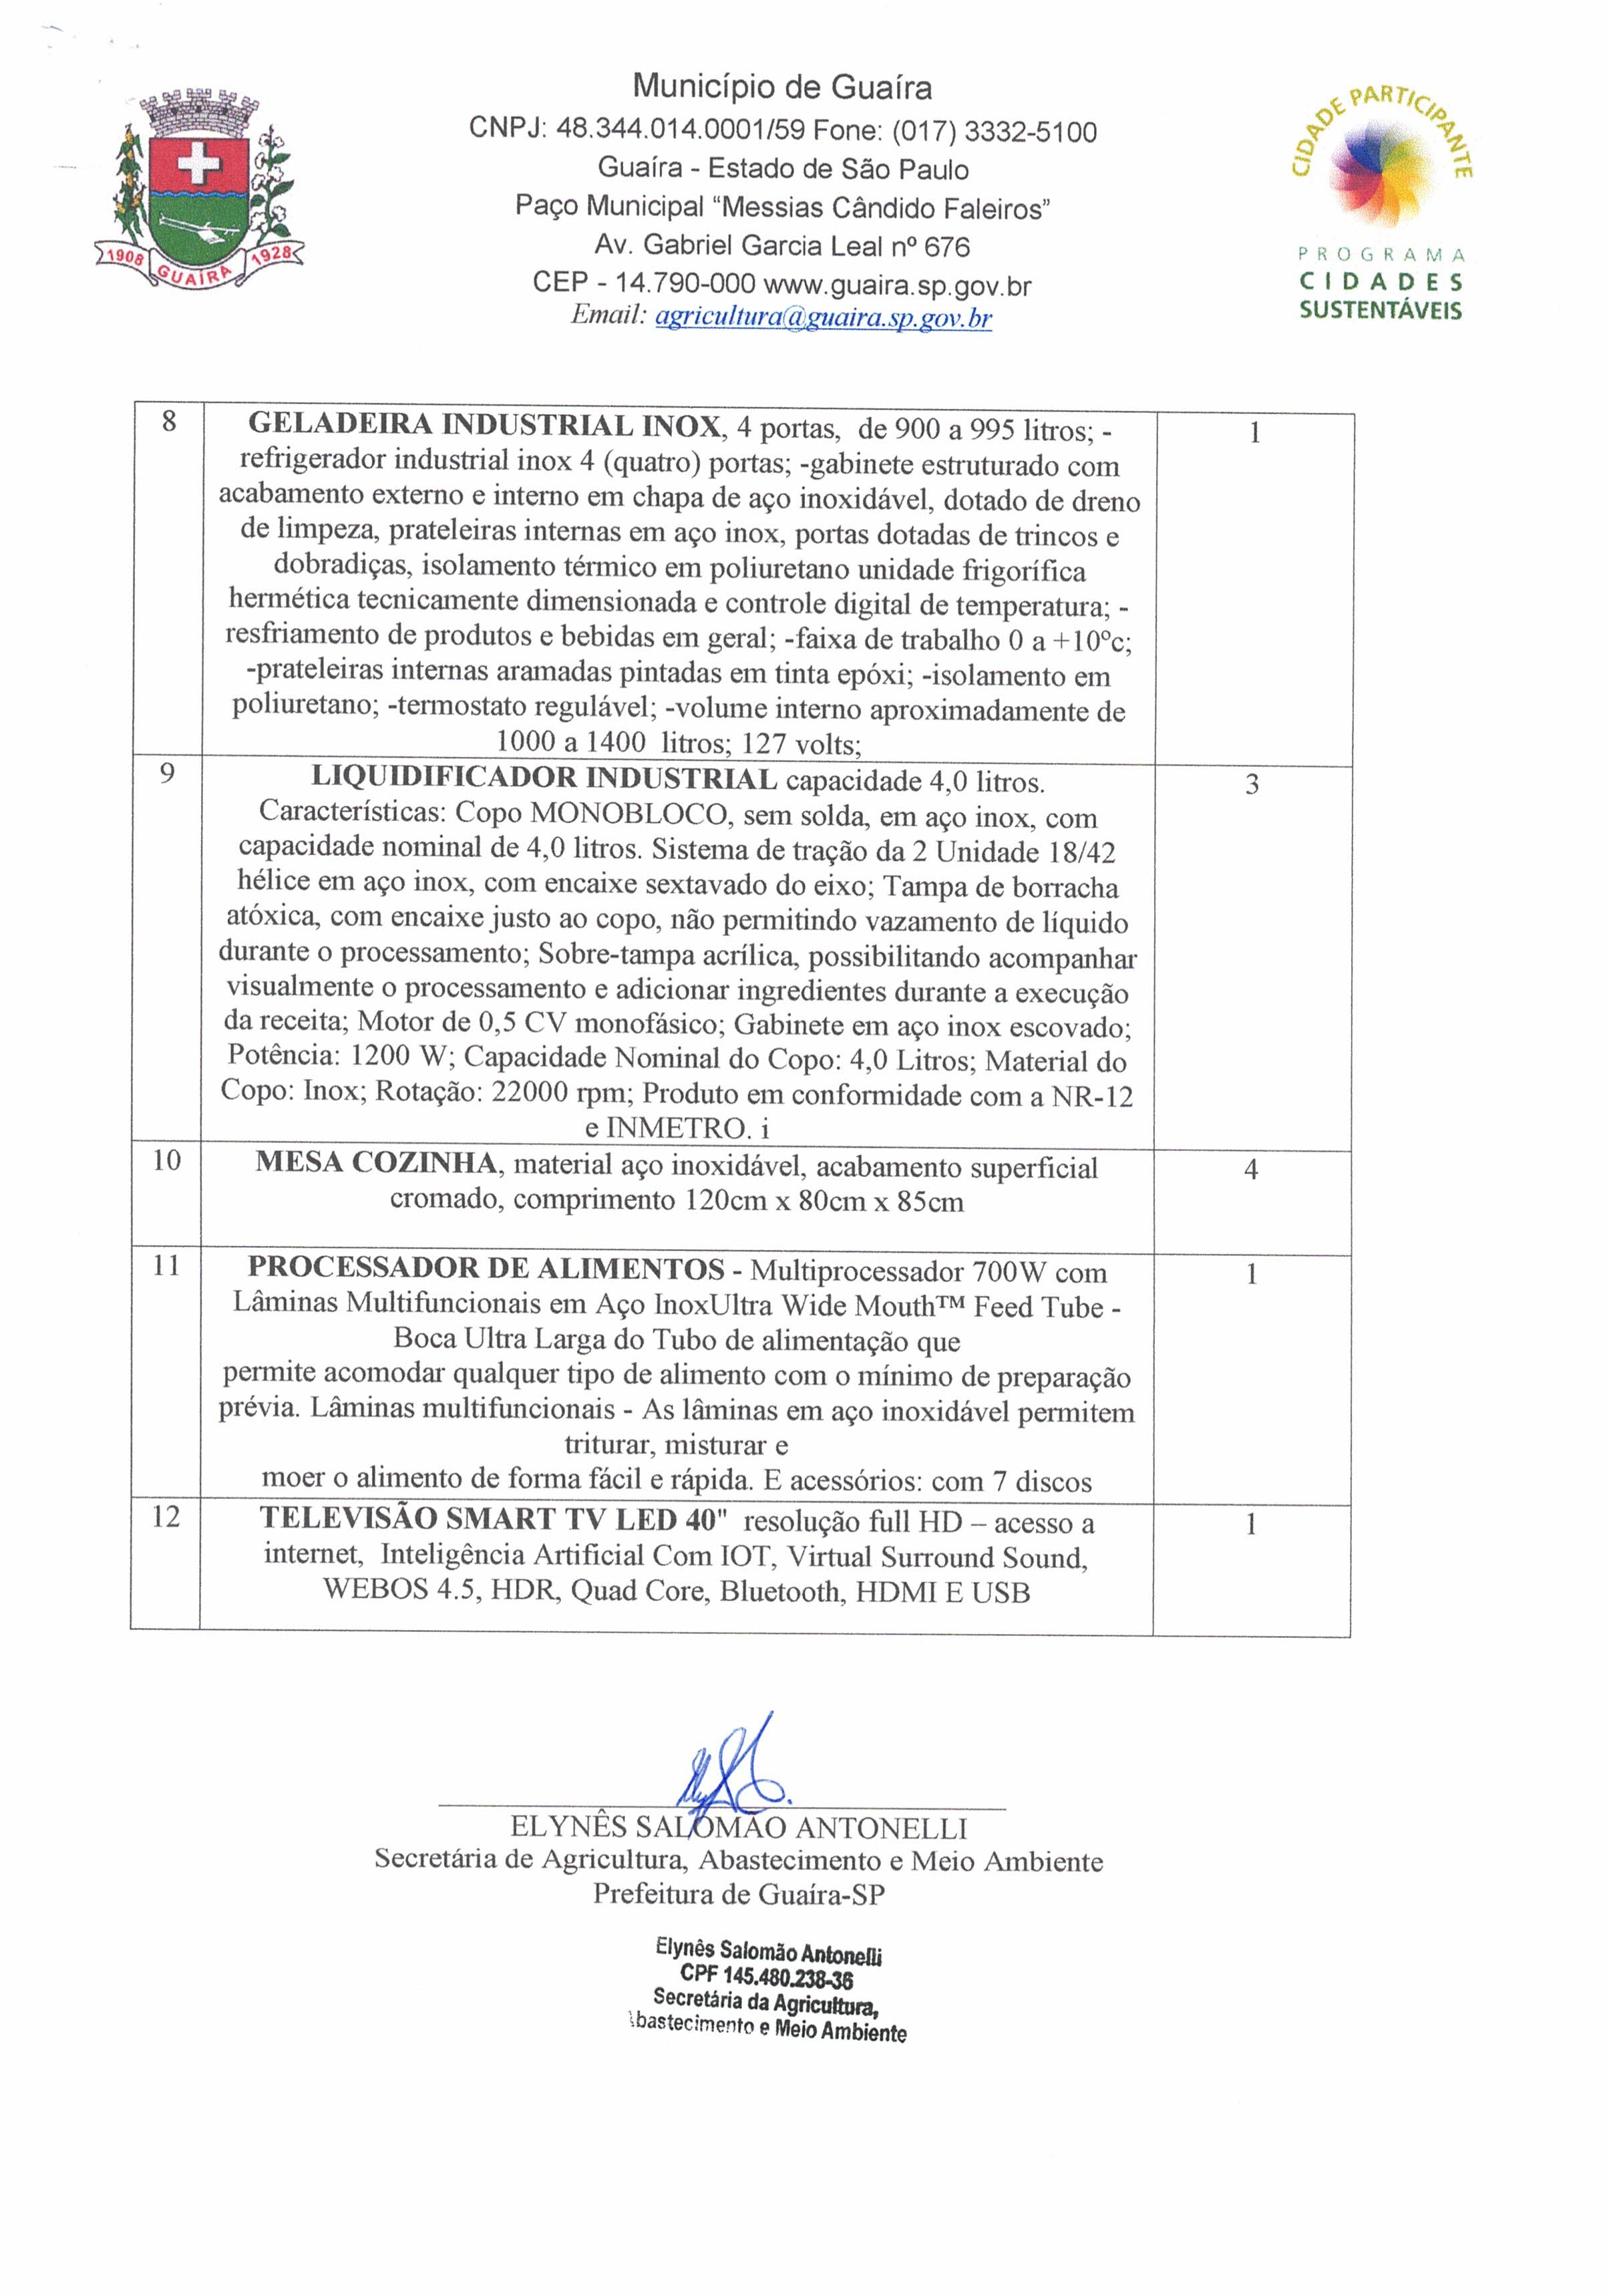 Município de Guaíra
CNPJ: 48.344.014.0001/59 Fone: (017) 3332-5100
Guaíra - Estado de São Paulo
Paço Municipal “Messias Cândido Faleiros”
Av. Gabriel Garcia Leal nº 676
CEP - 14.790-000 www.guaira.sp.gov.br
Email: agricultura@guaira.sp.gov.br
1908 GUAÍRA 1928
CIDADE PARTICIPANTE
PROGRAMA
CIDADES
SUSTENTÁVEIS
8 GELADEIRA INDUSTRIAL INOX, 4 portas, de 900 a 995 litros; - 1
refrigerador industrial inox 4 (quatro) portas; -gabinete estruturado com
acabamento externo e interno em chapa de aço inoxidável, dotado de dreno
de limpeza, prateleiras internas em aço inox, portas dotadas de trincos e
dobradiças, isolamento térmico em poliuretano unidade frigorífica
hermética tecnicamente dimensionada e controle digital de temperatura; -
resfriamento de produtos e bebidas em geral; -faixa de trabalho 0 a +10ºc;
-prateleiras internas aramadas pintadas em tinta epóxi; -isolamento em
poliuretano; -termostato regulável; -volume interno aproximadamente de
1000 a 1400 litros; 127 volts;
9 LIQUIDIFICADOR INDUSTRIAL capacidade 4,0 litros. 3
Características: Copo MONOBLOCO, sem solda, em aço inox, com
capacidade nominal de 4,0 litros. Sistema de tração da 2 Unidade 18/42
hélice em aço inox, com encaixe sextavado do eixo; Tampa de borracha
atóxica, com encaixe justo ao copo, não permitindo vazamento de líquido
durante o processamento; Sobre-tampa acrílica, possibilitando acompanhar
visualmente o processamento e adicionar ingredientes durante a execução
da receita; Motor de 0,5 CV monofásico; Gabinete em aço inox escovado;
Potência: 1200 W; Capacidade Nominal do Copo: 4,0 Litros; Material do
Copo: Inox; Rotação: 22000 rpm; Produto em conformidade com a NR-12
e INMETRO. i
10 MESA COZINHA, material aço inoxidável, acabamento superficial 4
cromado, comprimento 120cm x 80cm x 85cm
11 PROCESSADOR DE ALIMENTOS - Multiprocessador 700W com 1
Lâminas Multifuncionais em Aço InoxUltra Wide Mouth™ Feed Tube -
Boca Ultra Larga do Tubo de alimentação que
permite acomodar qualquer tipo de alimento com o mínimo de preparação
prévia. Lâminas multifuncionais - As lâminas em aço inoxidável permitem
triturar, misturar e
moer o alimento de forma fácil e rápida. E acessórios: com 7 discos
12 TELEVISÃO SMART TV LED 40" resolução full HD – acesso a 1
internet, Inteligência Artificial Com IOT, Virtual Surround Sound,
WEBOS 4.5, HDR, Quad Core, Bluetooth, HDMI E USB
ELYNÊS SALOMÃO ANTONELLI
Secretária de Agricultura, Abastecimento e Meio Ambiente
Prefeitura de Guaíra-SP
Elynês Salomão Antonelli
CPF 145.480.238-36
Secretária da Agricultura,
bastecimento e Meio Ambiente